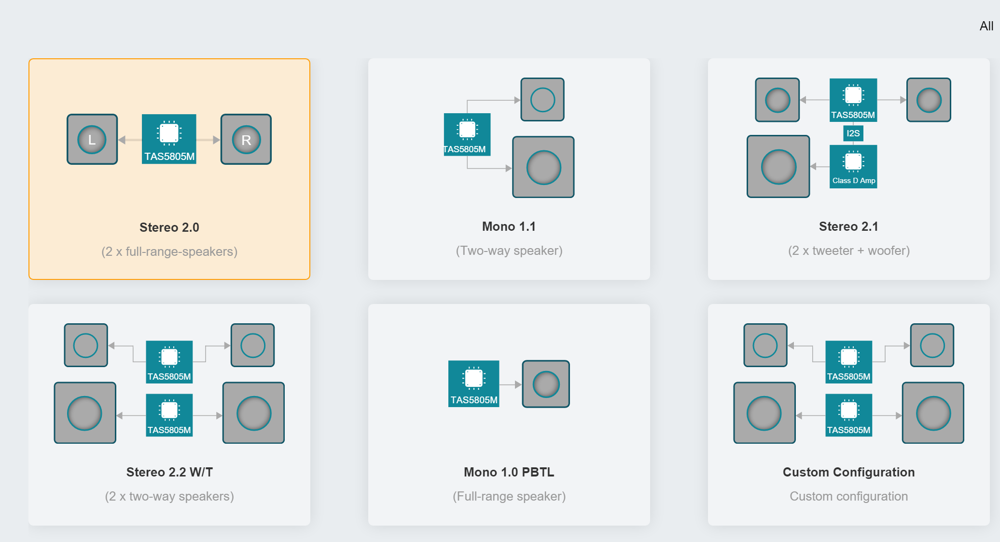 All
L
TAS5805M
R
Stereo 2.0
(2 x full-range-speakers)
TAS5805M
Mono 1.1
(Two-way speaker)
TAS5805M
I2S
Class D Amp
Stereo 2.1
(2 x tweeter + woofer)
TAS5805M
TAS5805M
Stereo 2.2 W/T
(2 x two-way speakers)
TAS5805M
Mono 1.0 PBTL
(Full-range speaker)
TAS5805M
TAS5805M
Custom Configuration
Custom configuration